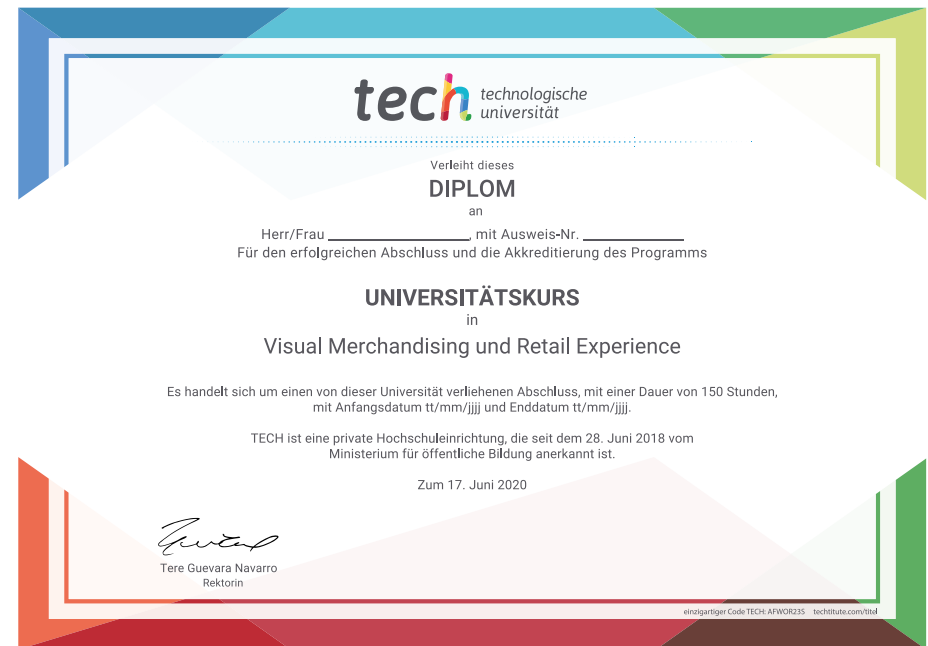 tech technologische
universität
Verleiht dieses
DIPLOM
an
Herr/Frau ____________________, mit Ausweis-Nr. ______________
Für den erfolgreichen Abschluss und die Akkreditierung des Programms
UNIVERSITÄTSKURS
in
Visual Merchandising und Retail Experience
Es handelt sich um einen von dieser Universität verliehenen Abschluss, mit einer Dauer von 150 Stunden,
mit Anfangsdatum tt/mm/jjjj und Enddatum tt/mm/jjjj.
TECH ist eine private Hochschuleinrichtung, die seit dem 28. Juni 2018 vom
Ministerium für öffentliche Bildung anerkannt ist.
Zum 17. Juni 2020
Tere Guevara Navarro
Rektorin
einzigartiger Code TECH: AFWOR23S techtitute.com/titel